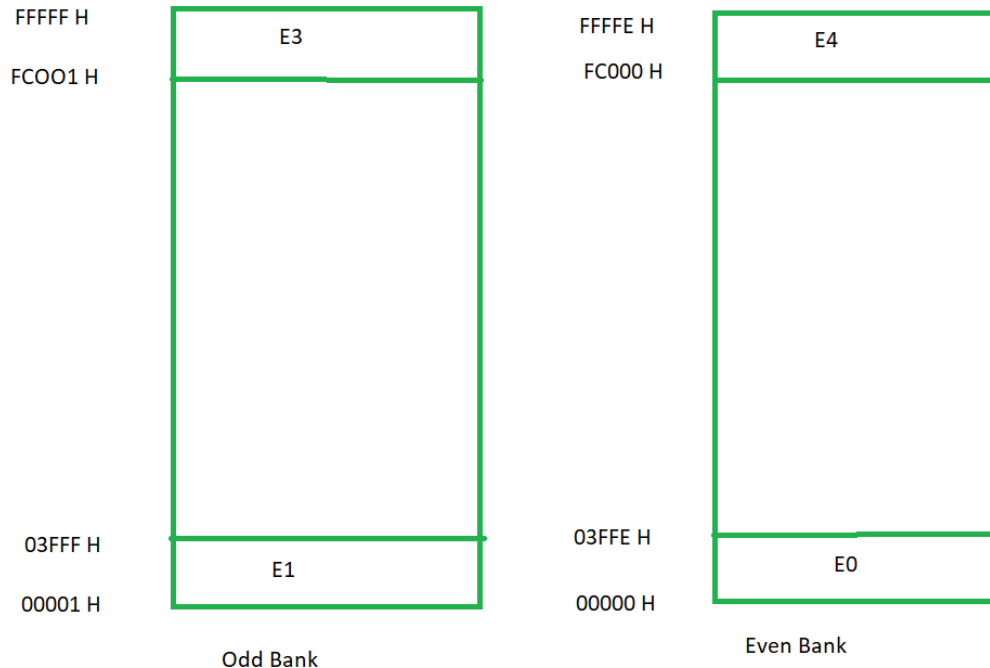 FFFFF H
E3
FCOO1 H
03FFF H
E1
00001 H
Odd Bank
FFFFE H
E4
FC000 H
03FFE H
E0
00000 H
Even Bank